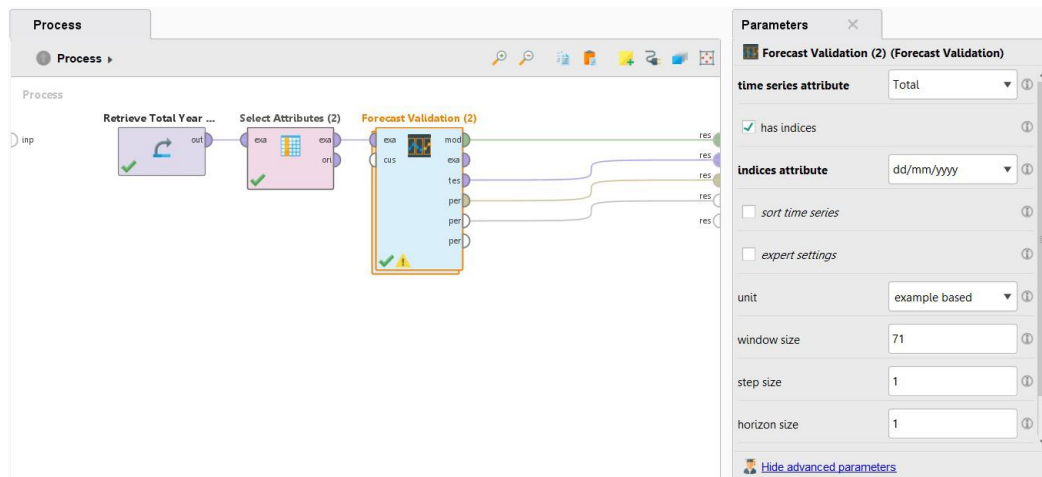 Process
Process
Process
inp
Retrieve Total Year ...
out
Select Attributes (2)
exa
exa
ori
Forecast Validation (2)
exa
mod
cus
exa
tes
per
per
per
res
res
res
res
res
Parameters
Forecast Validation (2) (Forecast Validation)
time series attribute
Total
has indices
indices attribute
dd/mm/yyyy
sort time series
expert settings
unit
example based
window size
71
step size
1
horizon size
1
Hide advanced parameters